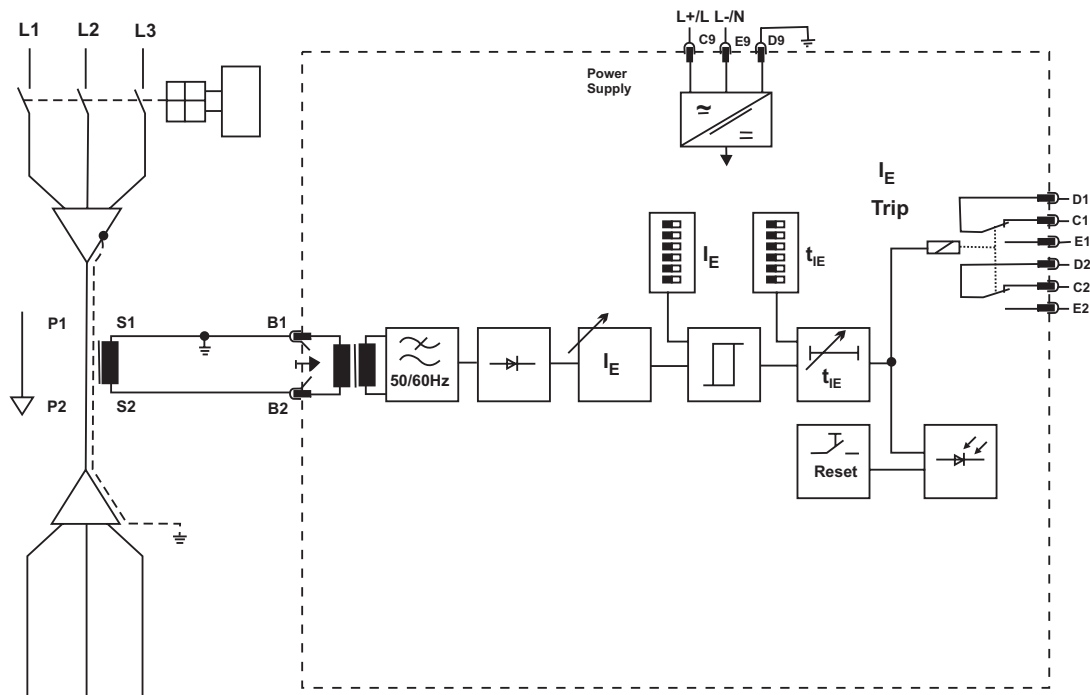 L1 L2 L3
L+/L L-/N
C9 E9 D9
Power
Supply
I_E
Trip
D1
C1
E1
D2
C2
E2
I_E
t_IE
P1 S1 B1
50/60Hz
I_E
t_IE
P2 S2 B2
Reset